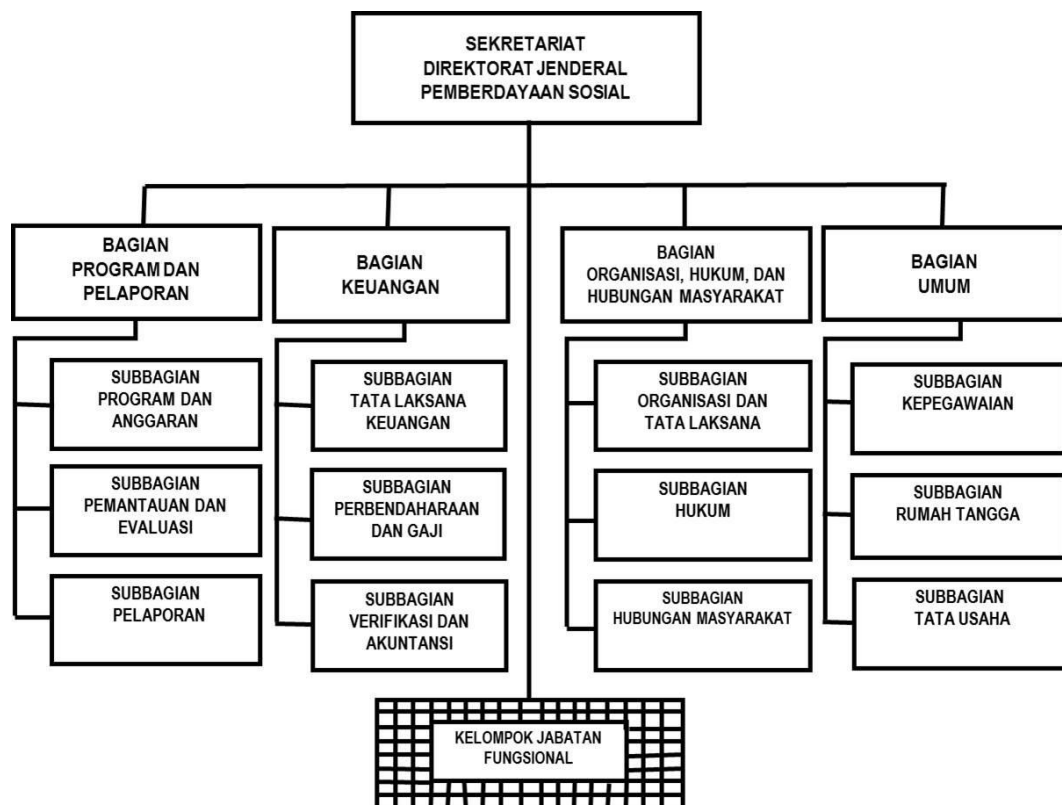 SEKRETARIAT
DIREKTORAT JENDERAL
PEMBERDAYAAN SOSIAL
BAGIAN
PROGRAM DAN
PELAPORAN
BAGIAN
KEUANGAN
BAGIAN
ORGANISASI, HUKUM, DAN
HUBUNGAN MASYARAKAT
BAGIAN
UMUM
SUBBAGIAN
PROGRAM DAN
ANGGARAN
SUBBAGIAN
TATA LAKSANA
KEUANGAN
SUBBAGIAN
ORGANISASI DAN
TATA LAKSANA
SUBBAGIAN
KEPEGAWAIAN
SUBBAGIAN
PEMANTAUAN DAN
EVALUASI
SUBBAGIAN
PERBENDAHARAAN
DAN GAJI
SUBBAGIAN
HUKUM
SUBBAGIAN
RUMAH TANGGA
SUBBAGIAN
PELAPORAN
SUBBAGIAN
VERIFIKASI DAN
AKUNTANSI
SUBBAGIAN
HUBUNGAN MASYARAKAT
SUBBAGIAN
TATA USAHA
KELOMPOK JABATAN
FUNGSIONAL